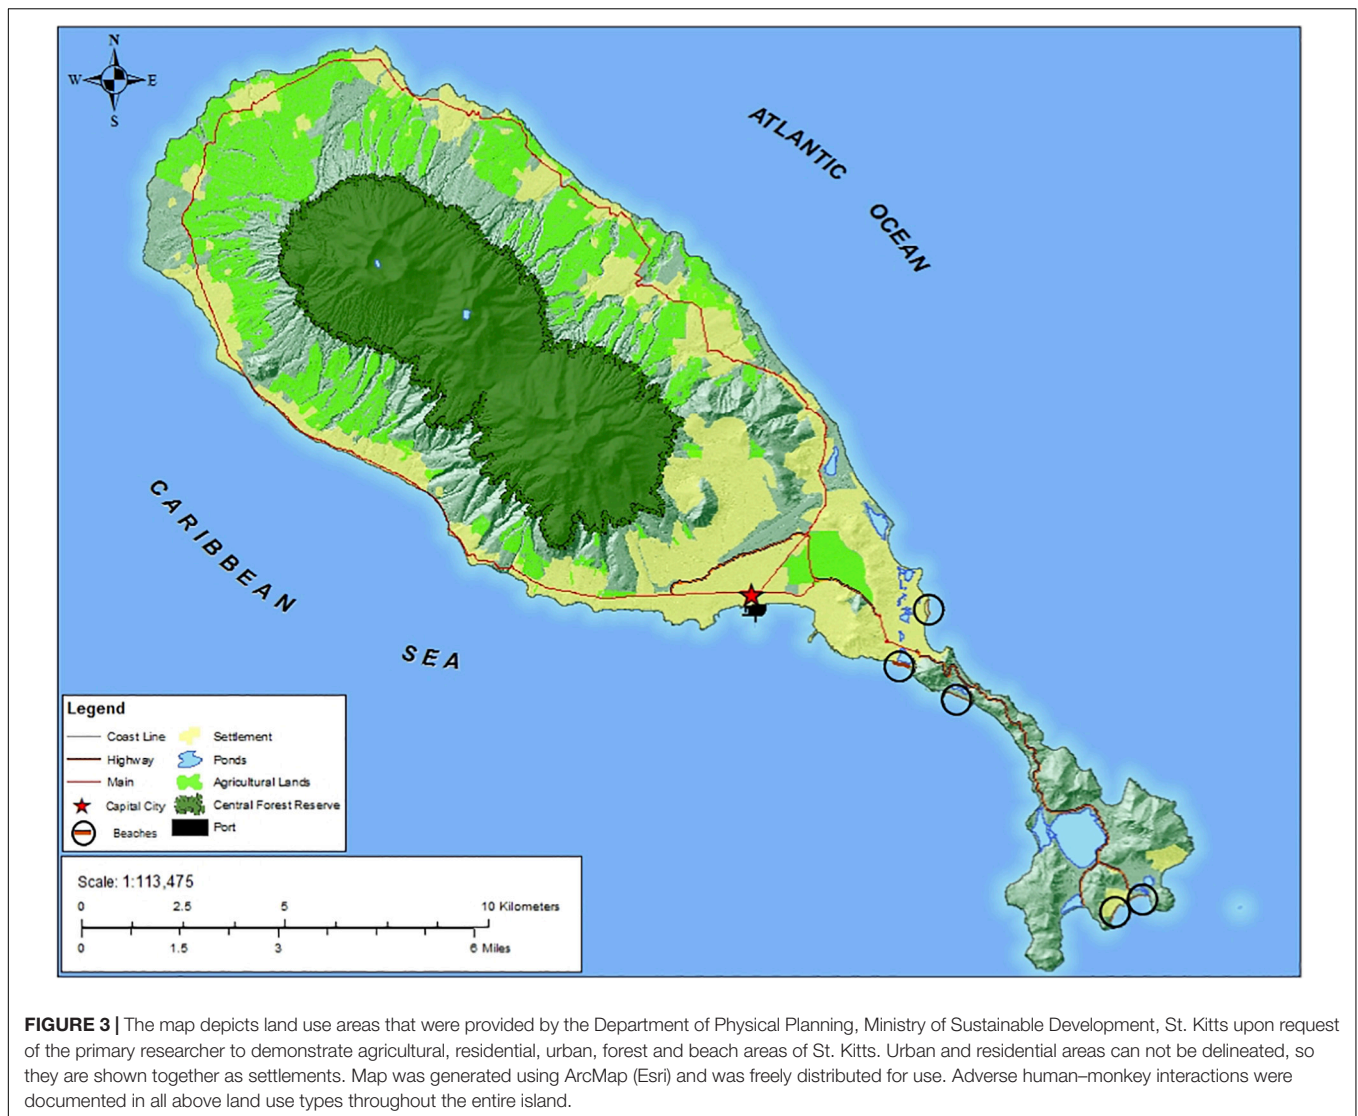 N
W E
S
ATLANTIC
OCEAN
CARIBBEAN
SEA
Legend
Coast Line
Settlement
Highway
Ponds
Main
Agricultural Lands
Capital City
Central Forest Reserve
Beaches
Port
Scale: 1:113,475
0 2.5 5 10 Kilometers
0 1.5 3 6 Miles
FIGURE 3 | The map depicts land use areas that were provided by the Department of Physical Planning, Ministry of Sustainable Development, St. Kitts upon request
of the primary researcher to demonstrate agricultural, residential, urban, forest and beach areas of St. Kitts. Urban and residential areas can not be delineated, so
they are shown together as settlements. Map was generated using ArcMap (Esri) and was freely distributed for use. Adverse human–monkey interactions were
documented in all above land use types throughout the entire island.